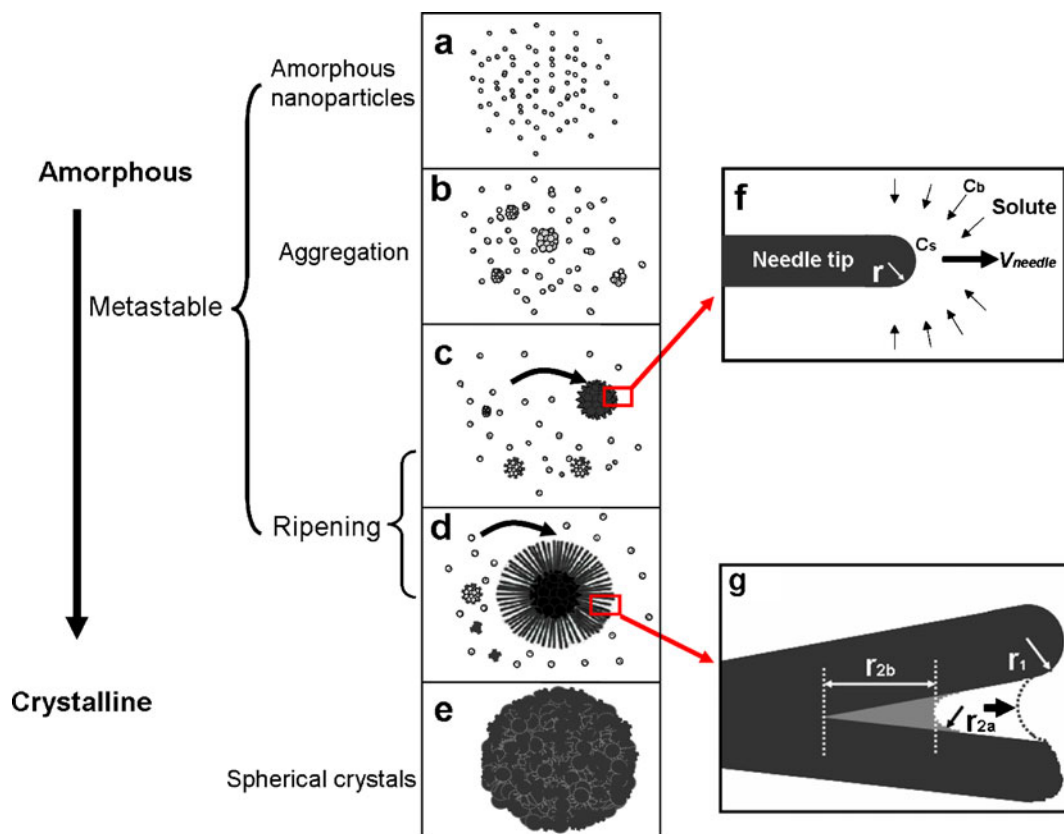 Amorphous
Metastable
Crystalline
Amorphous
nanoparticles
Aggregation
Ripening
Spherical crystals
a
b
c
d
e
f
Cb
Solute
Cs
Needle tip
r
Vneedle
g
r1
r2b
r2a